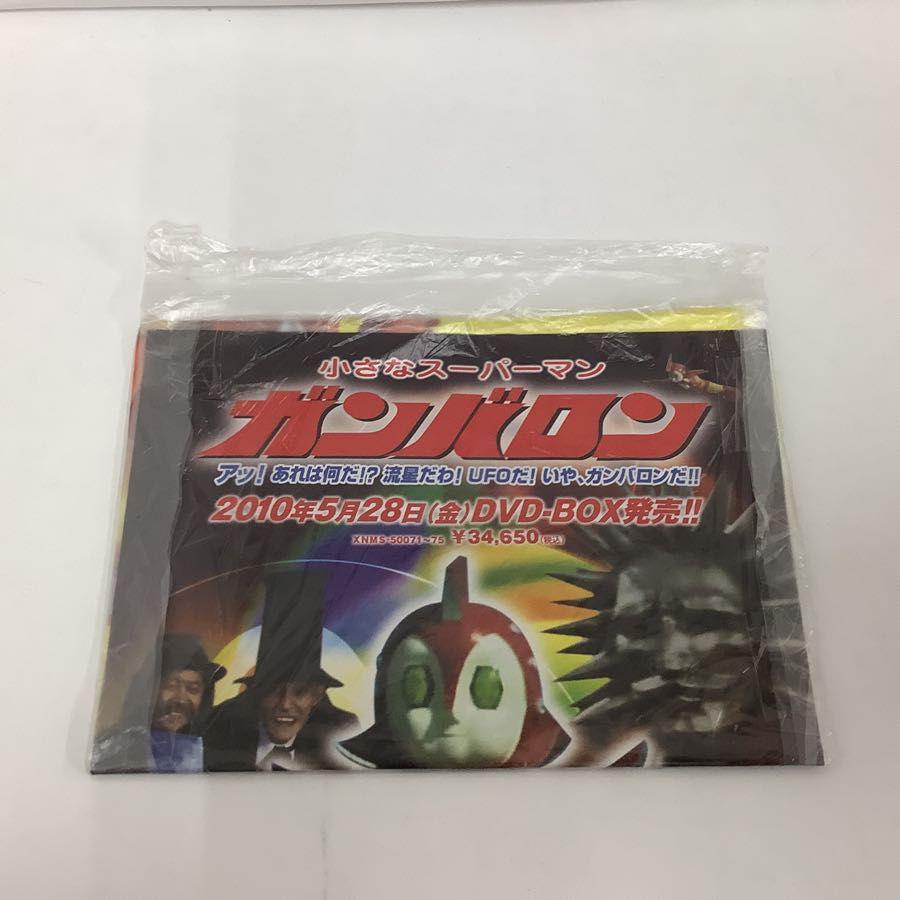 小さなスーパーマン
ガンバロン
アッ！あれは何だ！？流星だわ！UFOだ！いや、ガンバロンだ！！
2010年5月28日（金）DVD-BOX発売！！
XNMS-50071～75 ¥34,650（税込）